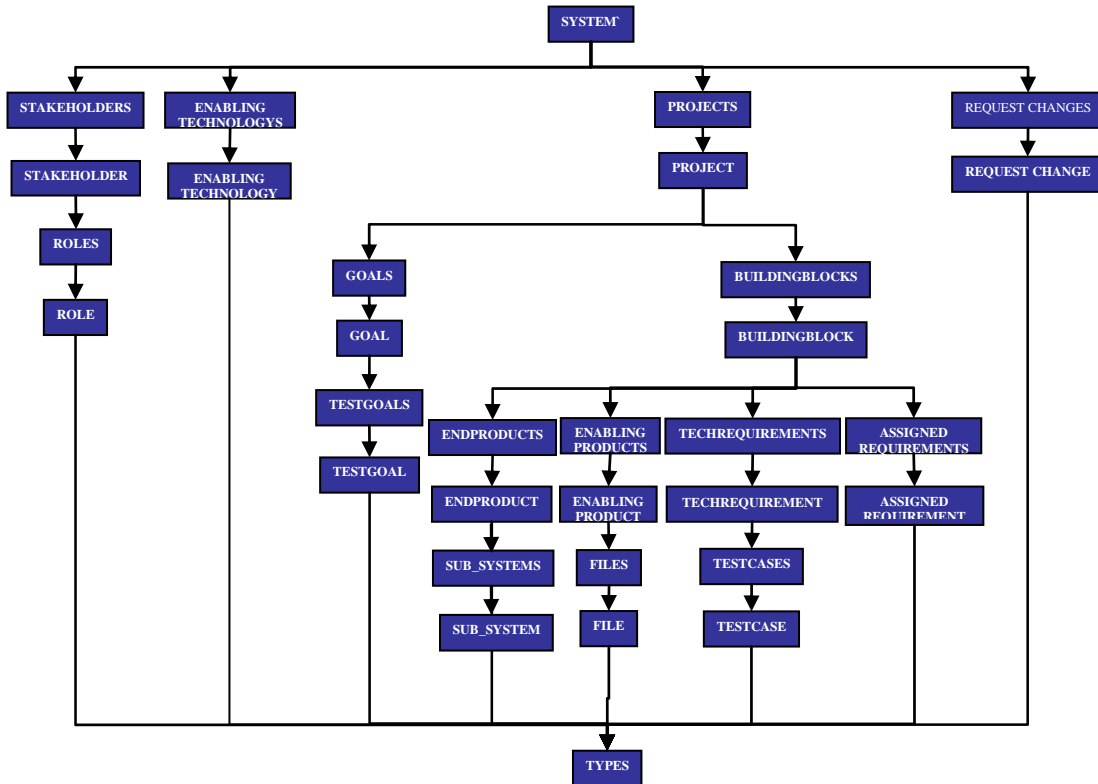 SYSTEM
STAKEHOLDERS
ENABLING
TECHNOLOGYS
PROJECTS
REQUEST CHANGES
STAKEHOLDER
ENABLING
TECHNOLOGY
PROJECT
REQUEST CHANGE
ROLES
ROLE
GOALS
BUILDINGBLOCKS
GOAL
BUILDINGBLOCK
TESTGOALS
ENDPRODUCTS
ENABLING
PRODUCTS
TECHREQUIREMENTS
ASSIGNED
REQUIREMENTS
TESTGOAL
ENDPRODUCT
ENABLING
PRODUCT
TECHREQUIREMENT
ASSIGNED
REQUIREMENT
SUB_SYSTEMS
FILES
TESTCASES
SUB_SYSTEM
FILE
TESTCASE
TYPES